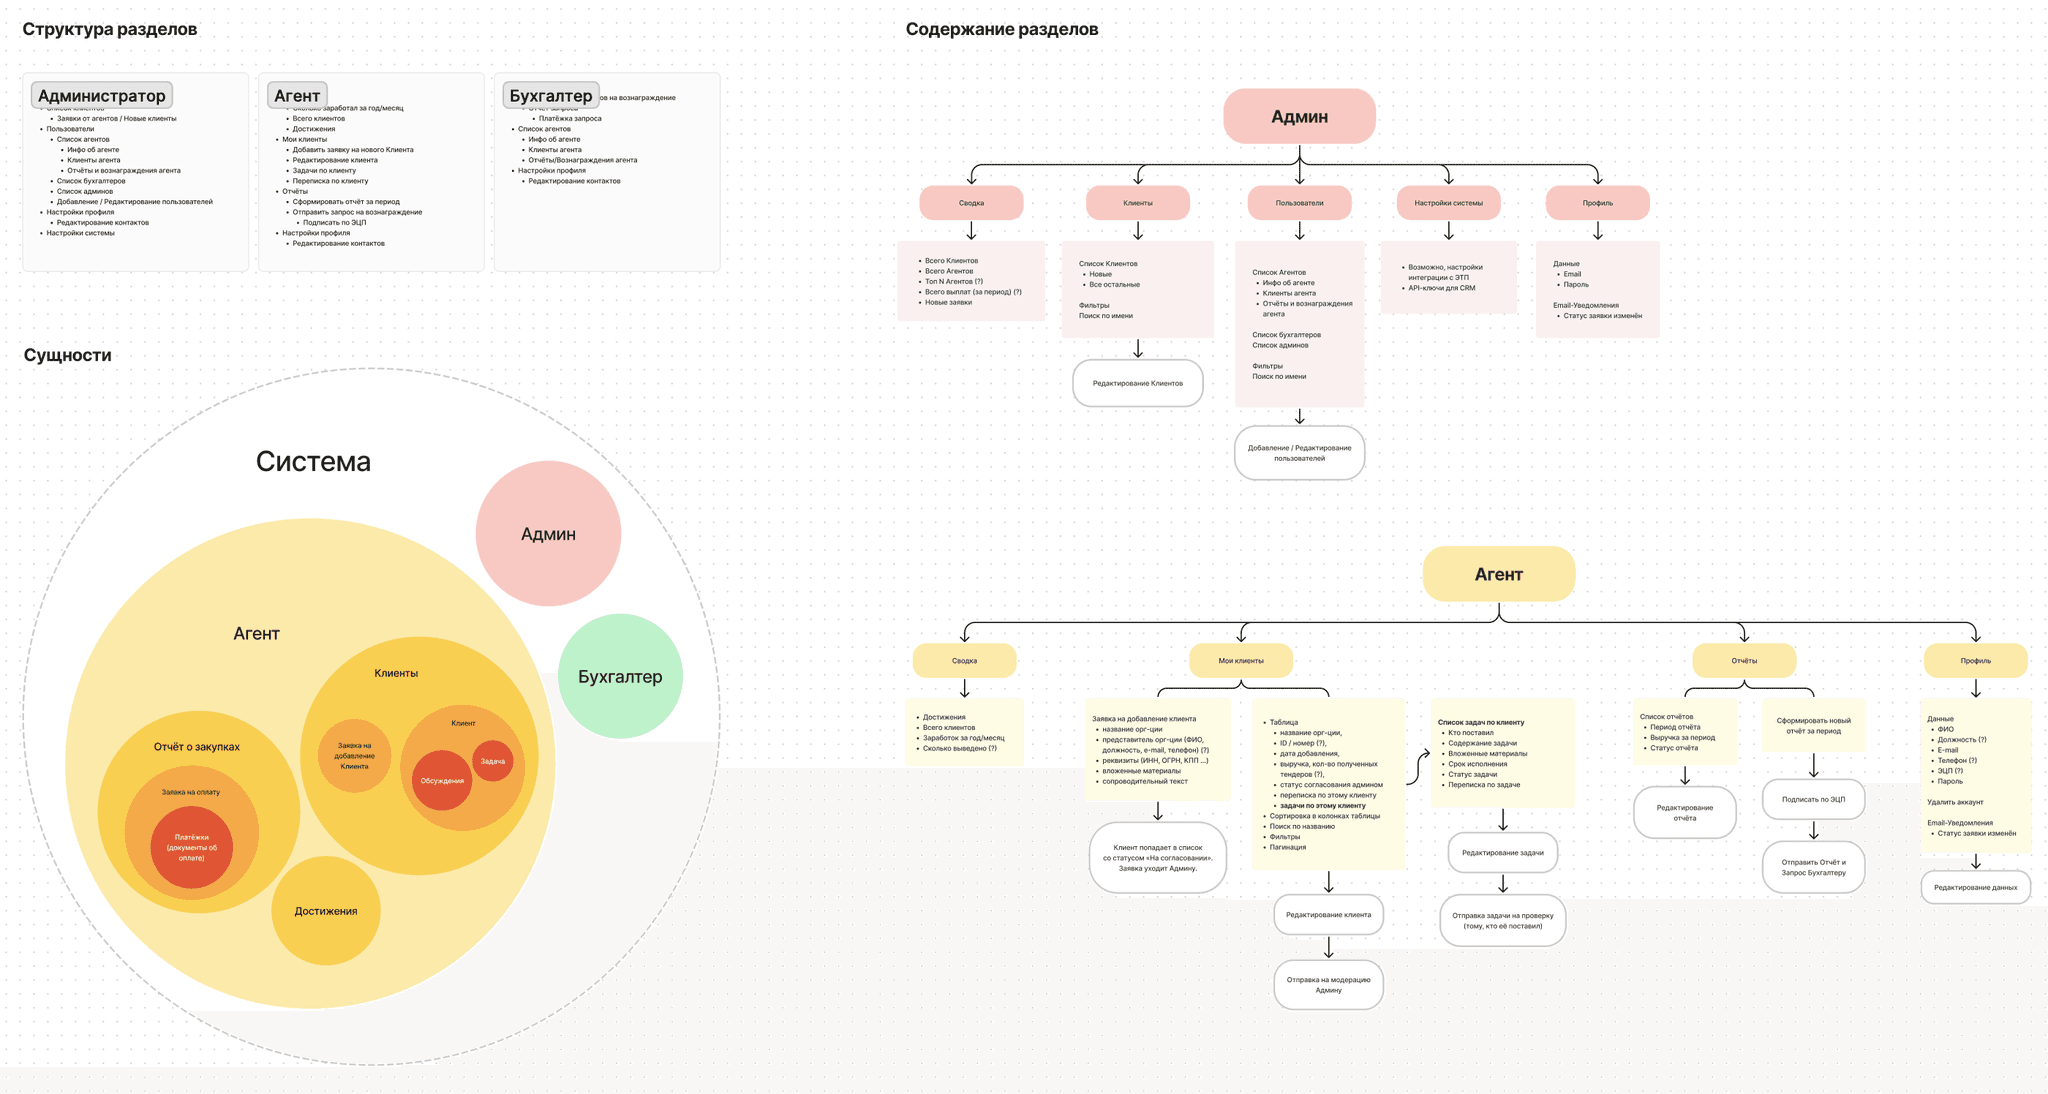 Структура разделов
Администратор
Список клиентов
Заявки от агентов / Новые клиенты
Пользователи
Список агентов
Инфо об агенте
Клиенты агента
Отчёты и вознаграждения агента
Список бухгалтеров
Список админов
Добавление / Редактирование пользователей
Настройки профиля
Редактирование контактов
Настройки системы
Агент
Сколько заработал за год/месяц
Всего клиентов
Достижения
Мои клиенты
Добавить заявку на нового Клиента
Редактирование клиента
Задачи по клиенту
Переписка по клиенту
Отчёты
Сформировать отчёт за период
Отправить запрос на вознаграждение
Подписать по ЭЦП
Настройки профиля
Редактирование контактов
Бухгалтер
ов на вознаграждение
Отчёт запроса
Платёжка запроса
Список агентов
Инфо об агенте
Клиенты агента
Отчёты/Вознаграждения агента
Настройки профиля
Редактирование контактов
Сущности
Система
Админ
Бухгалтер
Агент
Клиенты
Клиент
Заявка на
добавление
Клиента
Обсуждения
Задача
Отчёт о закупках
Заявка на оплату
Платёжки
(документы об
оплате)
Достижения
Содержание разделов
Админ
Сводка
Всего Клиентов
Всего Агентов
Топ N Агентов (?)
Всего выплат (за период) (?)
Новые заявки
Клиенты
Список Клиентов
Новые
Все остальные
Фильтры
Поиск по имени
Редактирование Клиентов
Пользователи
Список Агентов
Инфо об агенте
Клиенты агента
Отчёты и вознаграждения
агента
Список бухгалтеров
Список админов
Фильтры
Поиск по имени
Добавление / Редактирование
пользователей
Настройки системы
Возможно, настройки
интеграции с ЭТП
API-ключи для CRM
Профиль
Данные
Email
Пароль
Email-Уведомления
Статус заявки изменён
Агент
Сводка
Достижения
Всего клиентов
Заработок за год/месяц
Сколько выведено (?)
Мои клиенты
Заявка на добавление клиента
название орг-ции
представитель орг-ции (ФИО,
должность, e-mail, телефон) (?)
реквизиты (ИНН, ОГРН, КПП ...)
вложенные материалы
сопроводительный текст
Клиент попадает в список
со статусом «На согласовании».
Заявка уходит Админу.
Таблица
название орг-ции,
ID / номер (?),
дата добавления,
выручка, кол-во полученных
тендеров (?),
статус согласования админом
переписка по этому клиенту
задачи по этому клиенту
Сортировка в колонках таблицы
Поиск по названию
Фильтры
Пагинация
Редактирование клиента
Отправка на модерацию
Админу
Список задач по клиенту
Кто поставил
Содержание задачи
Вложенные материалы
Срок исполнения
Статус задачи
Переписка по задаче
Редактирование задачи
Отправка задачи на проверку
(тому, кто её поставил)
Отчёты
Список отчётов
Период отчёта
Выручка за период
Статус отчёта
Редактирование
отчёта
Сформировать новый
отчёт за период
Подписать по ЭЦП
Отправить Отчёт и
Запрос Бухгалтеру
Профиль
Данные
ФИО
Должность (?)
E-mail
Телефон (?)
ЭЦП (?)
Пароль
Удалить аккаунт
Email-Уведомления
Статус заявки изменён
Редактирование данных